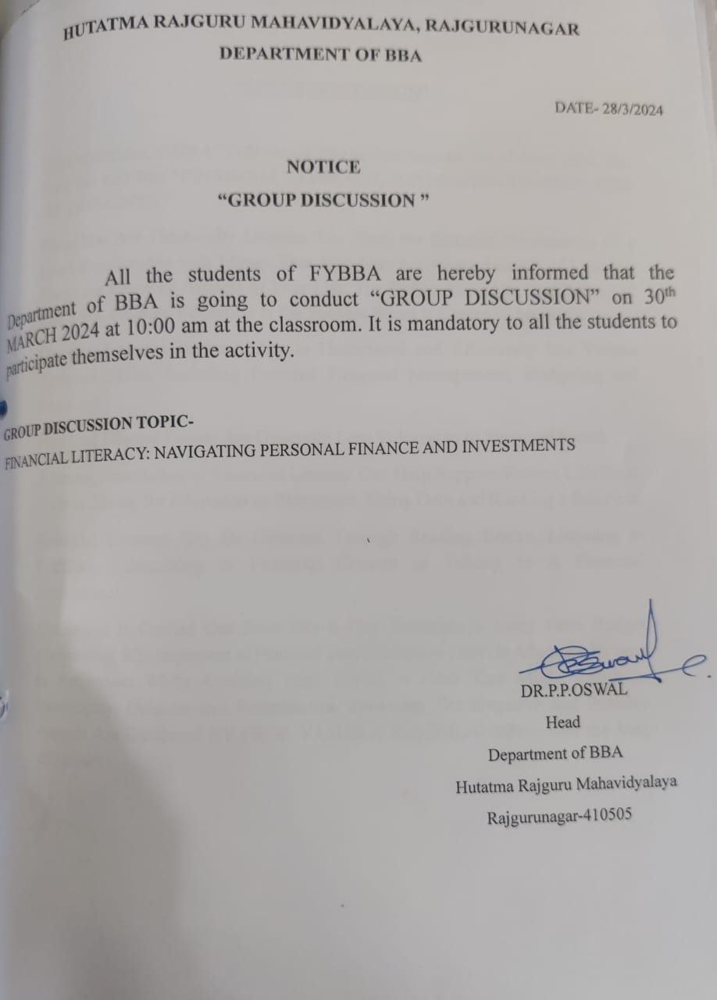 HUTATMA RAJGURU MAHAVIDYALAYA, RAJGURUNAGAR
DEPARTMENT OF BBA
DATE- 28/3/2024
NOTICE
“GROUP DISCUSSION ”
All the students of FYBBA are hereby informed that the
Department of BBA is going to conduct “GROUP DISCUSSION” on 30th
MARCH 2024 at 10:00 am at the classroom. It is mandatory to all the students to
participate themselves in the activity.
GROUP DISCUSSION TOPIC-
FINANCIAL LITERACY: NAVIGATING PERSONAL FINANCE AND INVESTMENTS
DR.P.P.OSWAL
Head
Department of BBA
Hutatma Rajguru Mahavidyalaya
Rajgurunagar-410505